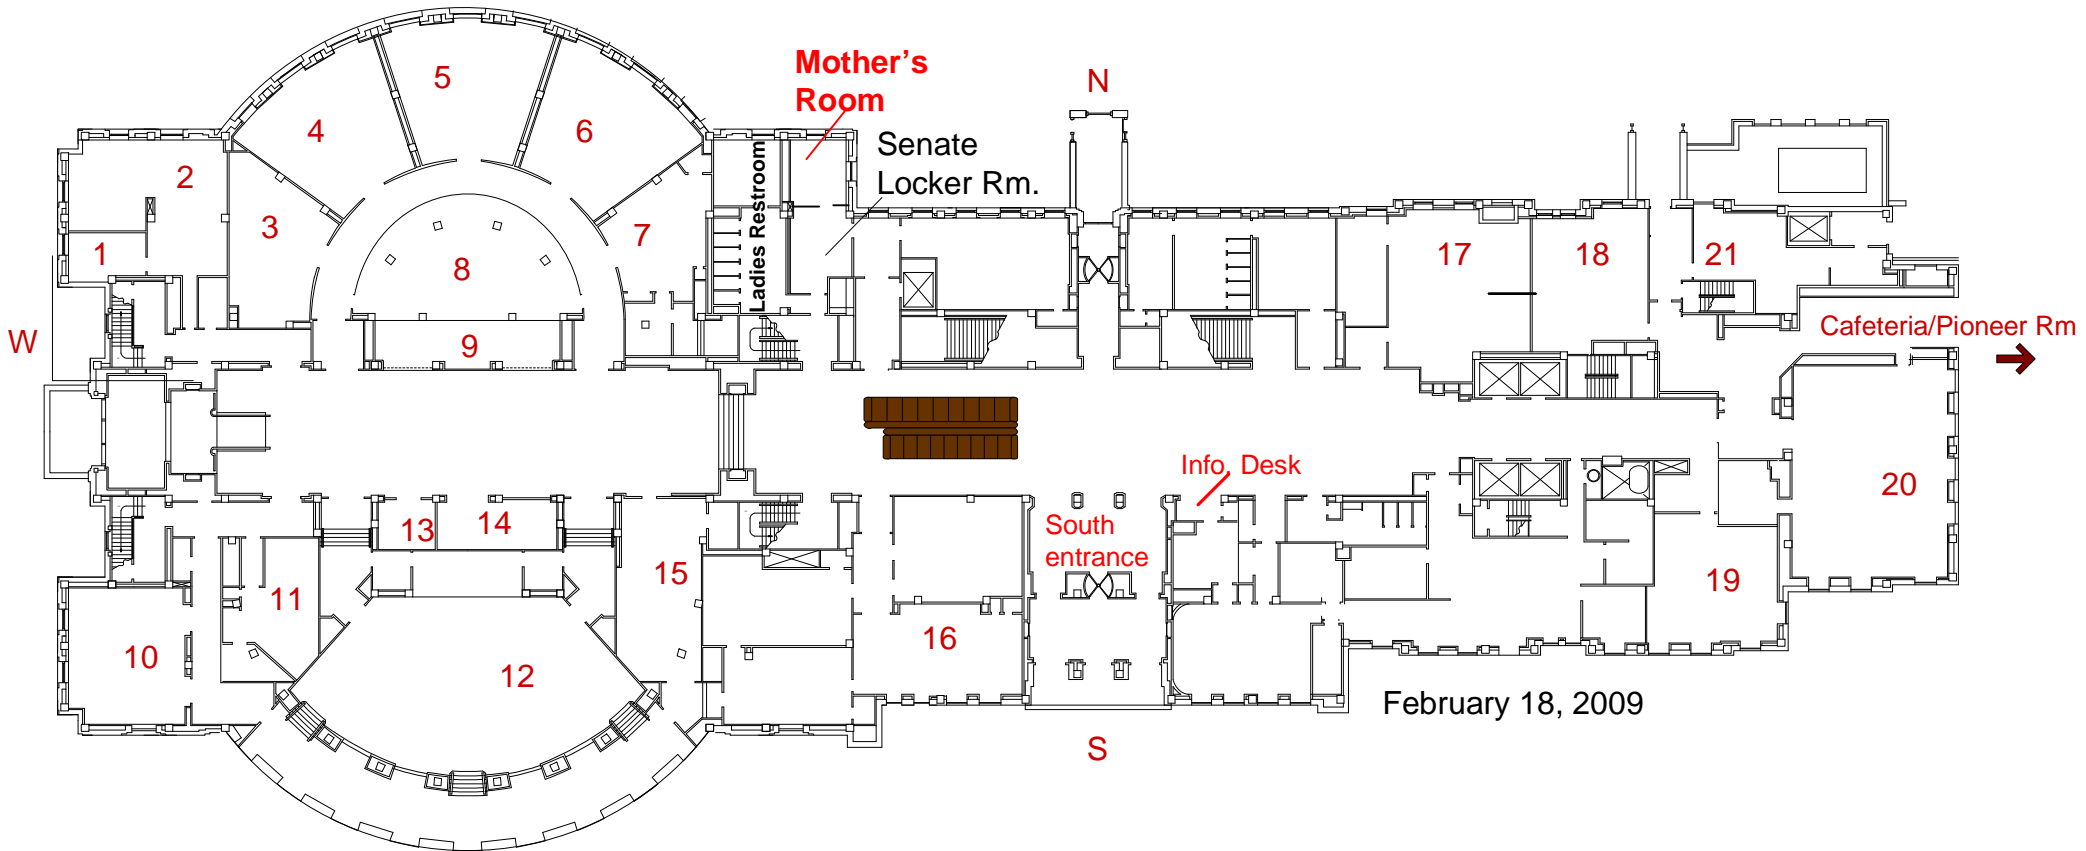 Mother's
Room
N
Senate
Locker Rm.
Ladies Restroom
1
2
3
4
5
6
7
8
9
17
18
21
W
Cafeteria/Pioneer Rm
Info. Desk
South
entrance
10
11
12
13
14
15
16
19
20
February 18, 2009
S